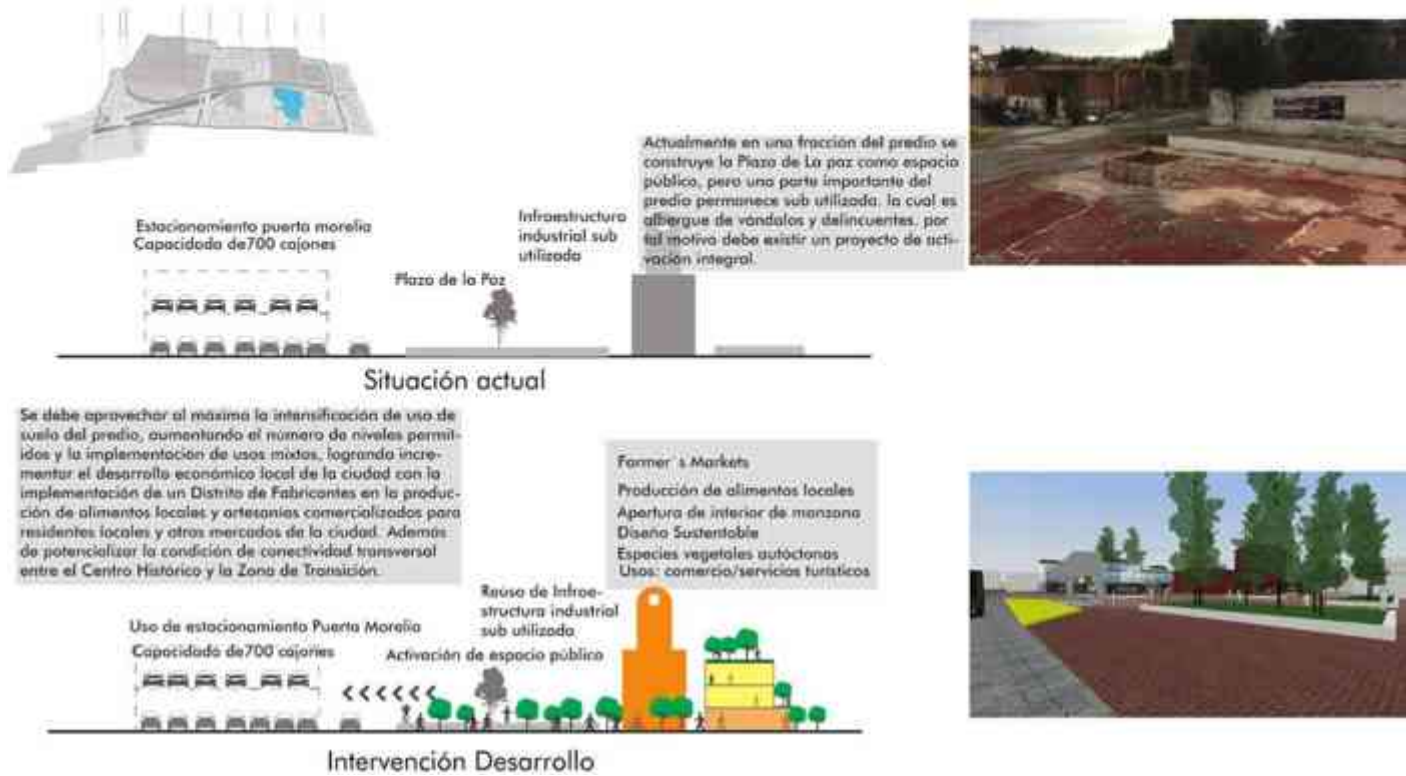 Estacionamiento puerta morelia
Capacidada de700 cajones
Plaza de La Paz
Infraestructura
industrial sub
utilizada
Actualmente en una fracción del predio se
construye la Plaza de La paz como espacio
público, pero una parte importante del
predio permanece sub utilizada. la cual es
albergue de vándalos y delincuentes. por
tal motivo debe existir un proyecto de acti-
vación integral.
Situación actual
Se debe aprovechar al máximo la intensificación de uso de
suelo del predio, aumentando el número de niveles permit-
idos y la implementación de usos mixtos, logrando incre-
mentar el desarrollo económico local de la ciudad con la
implementación de un Distrito de Fabricantes en la produc-
ción de alimentos locales y artesanías comercializados para
residentes locales y otros mercados de la ciudad. Además
de potencializar la condición de conectividad transversal
entre el Centro Histórico y la Zona de Transición.
Farmer´s Markets
Producción de alimentos locales
Apertura de interior de manzana
Diseño Sustentable
Especies vegetales autóctonas
Usos: comercio/servicios turísticos
Reúso de Infrae-
structura industrial
sub utilizada
Uso de estacionamiento Puerta Morelia
Capacidada de700 cajones
Activación de espacio público
Intervención Desarrollo